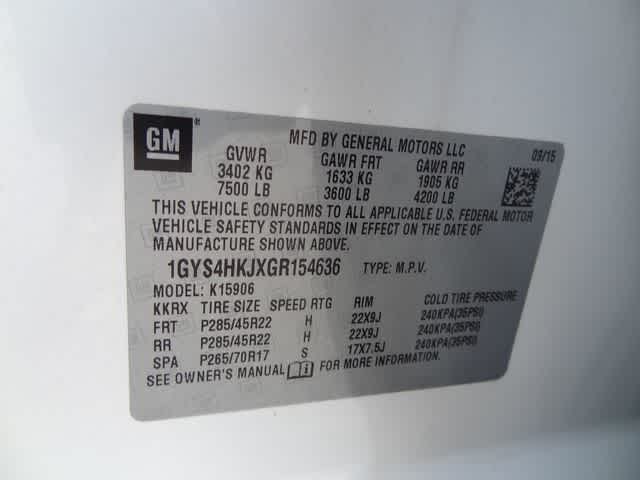 GM
MFD BY GENERAL MOTORS LLC 09/15
GVWR GAWR FRT GAWR RR
3402 KG 1633 KG 1905 KG
7500 LB 3600 LB 4200 LB
THIS VEHICLE CONFORMS TO ALL APPLICABLE U.S. FEDERAL MOTOR
VEHICLE SAFETY STANDARDS IN EFFECT ON THE DATE OF
MANUFACTURE SHOWN ABOVE.
1GYS4HKJXGR154636 TYPE: M.P.V.
MODEL: K15906
KKRX TIRE SIZE SPEED RTG RIM COLD TIRE PRESSURE
FRT P285/45R22 H 22X9J 240KPA(35PSI)
RR P285/45R22 H 22X9J 240KPA(35PSI)
SPA P265/70R17 S 17X7.5J 240KPA(35PSI)
SEE OWNER'S MANUAL i FOR MORE INFORMATION.